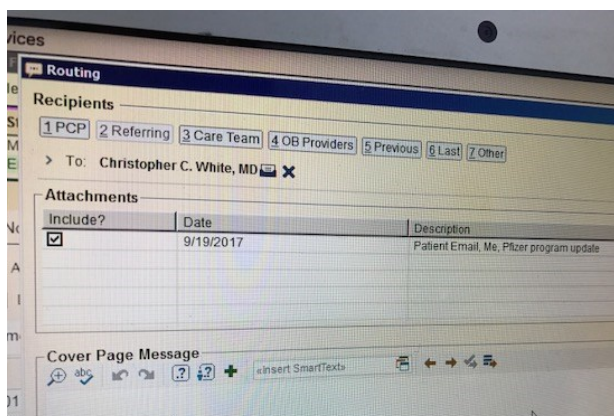 vices
Routing
Recipients
1 PCP 2 Referring 3 Care Team 4 OB Providers 5 Previous 6 Last 7 Other
To: Christopher C. White, MD
Attachments
Include? Date Description
9/19/2017 Patient Email, Me, Pfizer program update
Cover Page Message
abc «Insert SmartText»